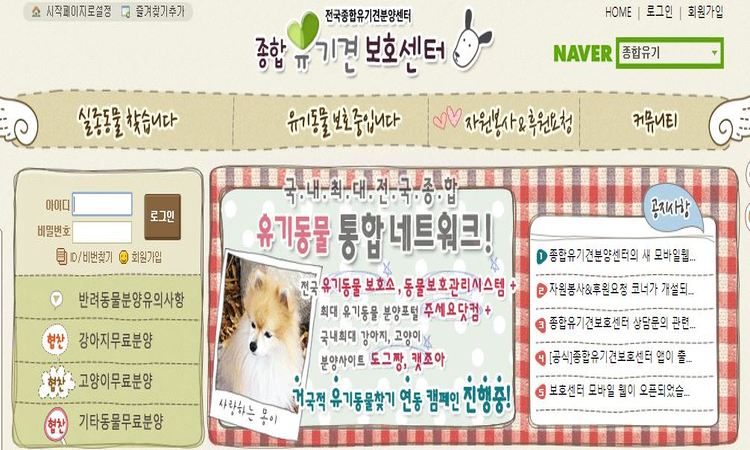 시작페이지로설정 즐겨찾기추가
HOME | 로그인 | 회원가입
전국종합유기견분양센터
종합 유기견 보호센터
NAVER 종합유기
실종동물 찾습니다
유기동물 보호중입니다
자원봉사&후원요청
커뮤니티
아이디
비밀번호
로그인
ID / 비번찾기 회원가입
반려동물분양유의사항
협찬 강아지무료분양
협찬 고양이무료분양
협찬 기타동물무료분양
국.내.최.대.전.국.종.합
유기동물 통합 네트워크!
전국 유기동물 보호소, 동물보호관리시스템 +
최대 유기동물 분양포털 주세요닷컴 +
국내최대 강아지, 고양이
분양사이트 도그짱, 캣조아
전국적 유기동물찾기 연동 캠페인 진행중!
사랑하는 몽이
공지사항
1 종합유기견분양센터의 새 모바일웹...
2 자원봉사&후원요청 코너가 개설되...
3 종합유기견보호센터 상담문의 관련...
4 [공식]종합유기견보호센터 앱이 출...
5 보호센터 모바일 웹이 오픈되었습...